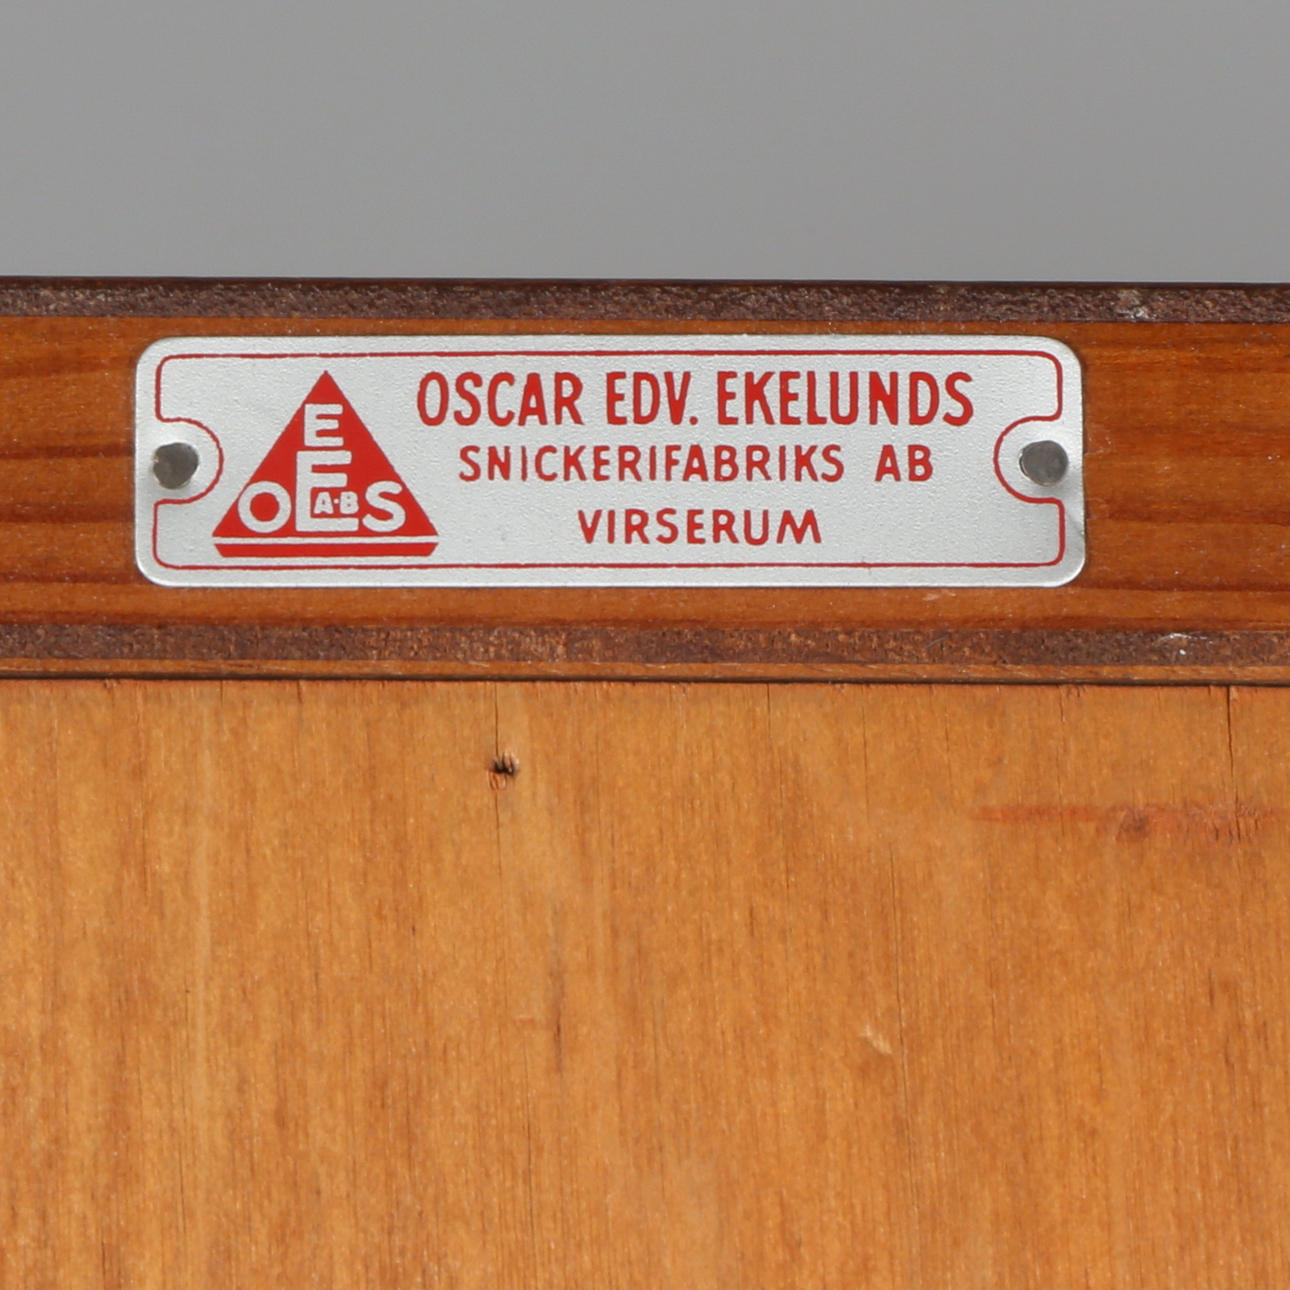 OSCAR EDV. EKELUNDS
SNICKERIFABRIKS AB
VIRSERUM
E
OES
A·B